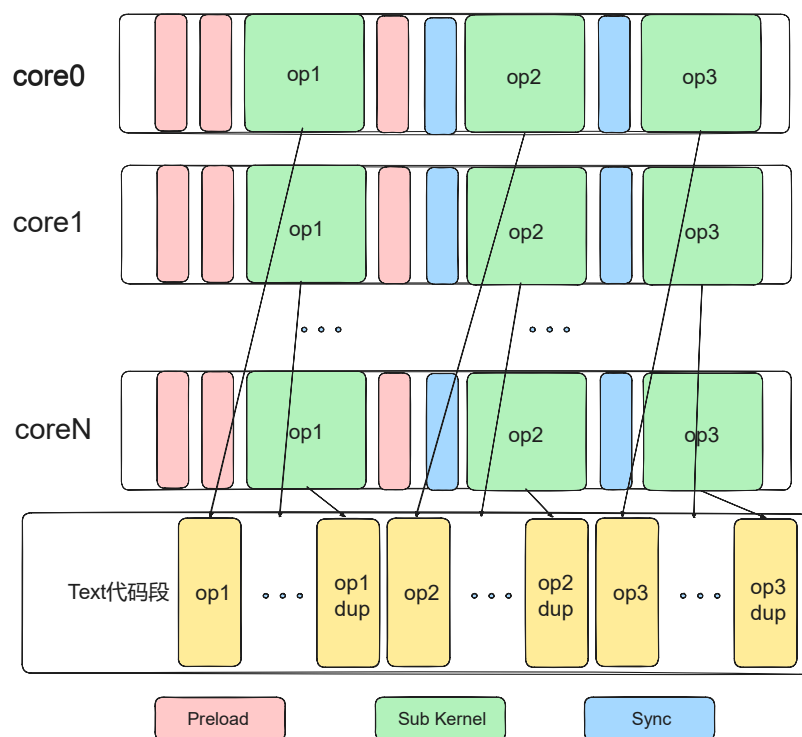 core0
op1
op2
op3
core1
op1
op2
op3
coreN
op1
op2
op3
Text代码段
op1
op1
dup
op2
op2
dup
op3
op3
dup
Preload
Sub Kernel
Sync